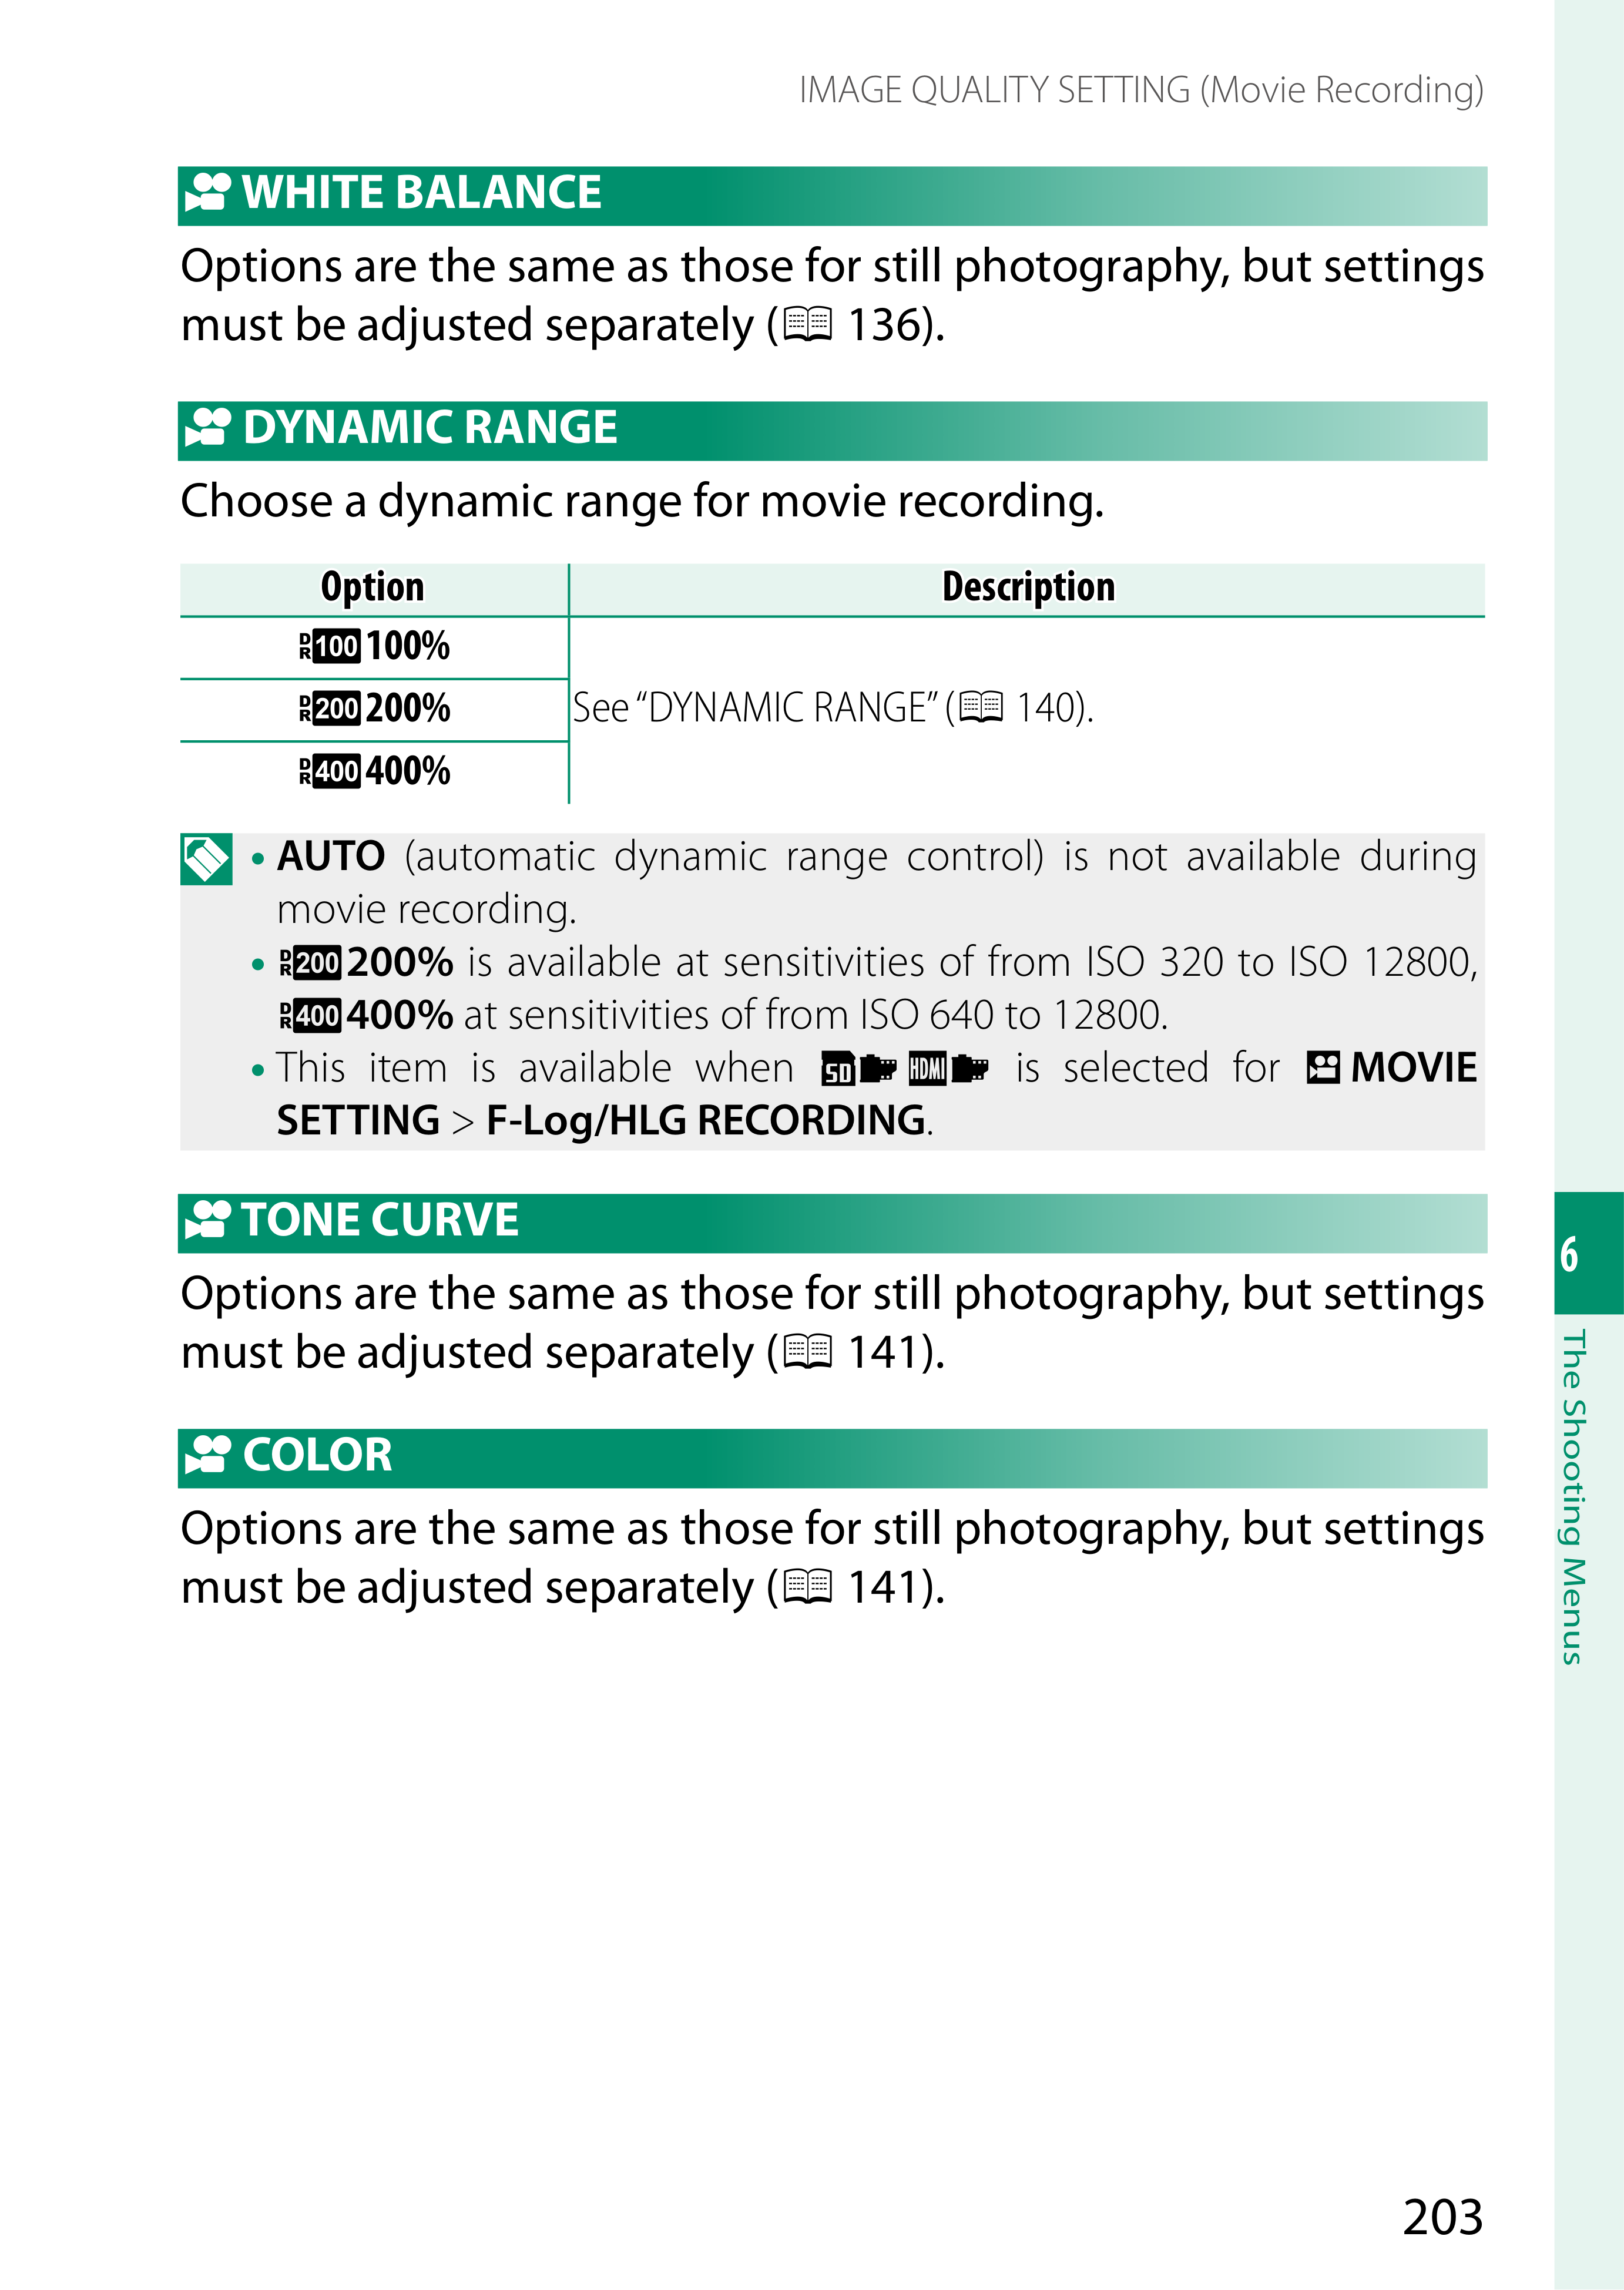 IMAGE QUALITY SETTING (Movie Recording)
WHITE BALANCE
Options are the same as those for still photography, but settings
must be adjusted separately ( 136).
DYNAMIC RANGE
Choose a dynamic range for movie recording.
Option Description
DR100 100%
DR200 200%
See “DYNAMIC RANGE” ( 140).
DR400 400%
• AUTO (automatic dynamic range control) is not available during
movie recording.
• DR200 200% is available at sensitivities of from ISO 320 to ISO 12800,
DR400 400% at sensitivities of from ISO 640 to 12800.
• This item is available when SD HDMI is selected for MOVIE
SETTING > F-Log/HLG RECORDING.
TONE CURVE
Options are the same as those for still photography, but settings
must be adjusted separately ( 141).
COLOR
Options are the same as those for still photography, but settings
must be adjusted separately ( 141).
6
The Shooting Menus
203